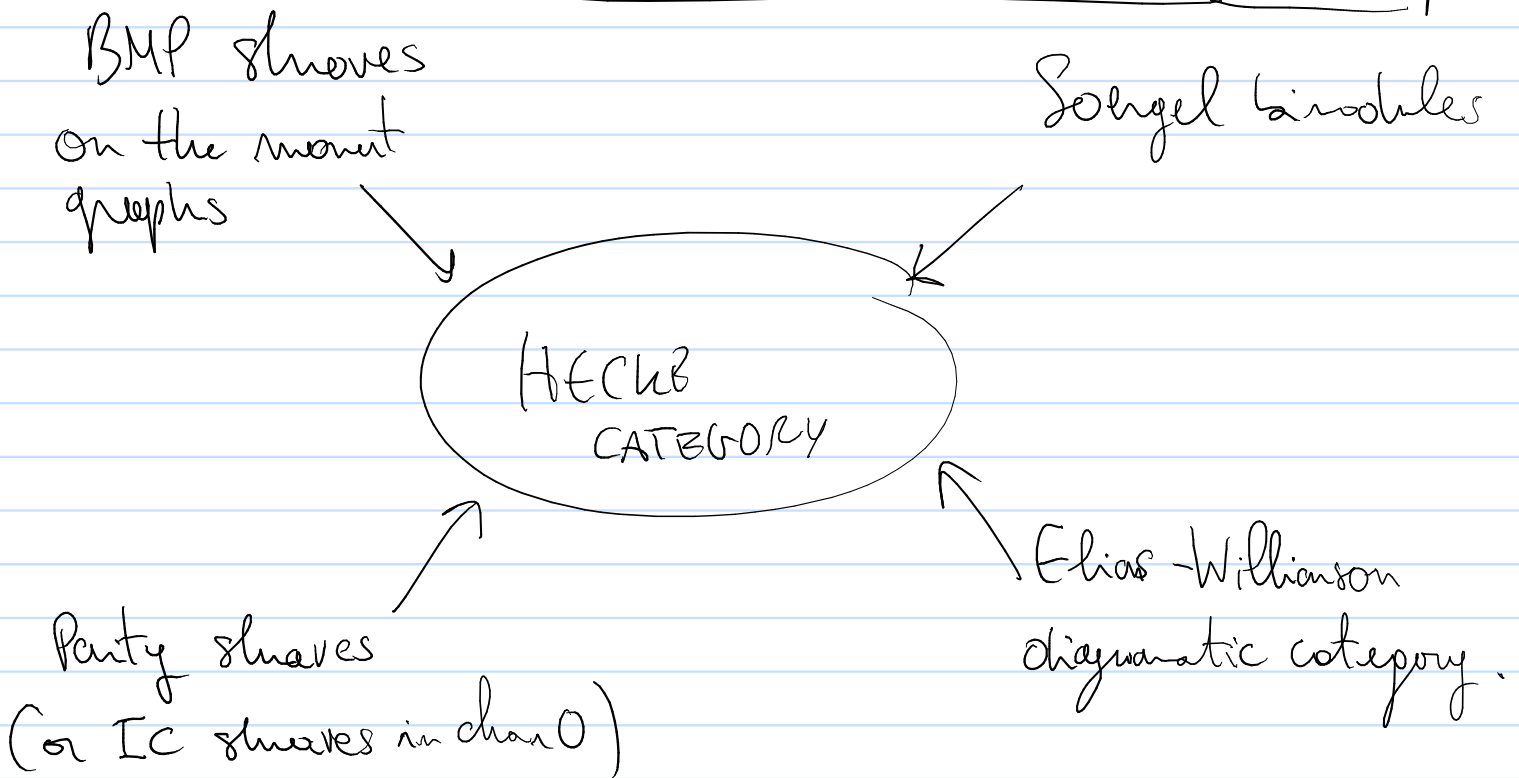 BMP sheaves
on the moment
graphs
Soergel bimodules
HECKE
CATEGORY
Elias-Williamson
diagrammatic category.
Parity sheaves
(or IC sheaves in char 0)